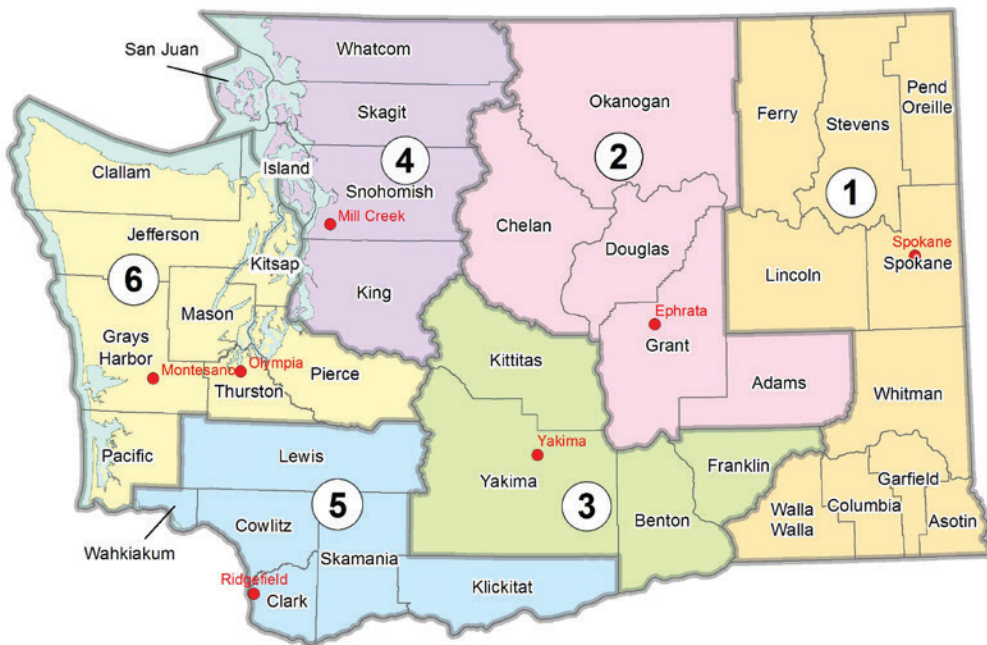 San Juan
Whatcom
Skagit
Island
4
Snohomish
Mill Creek
King
Okanogan
2
Chelan
Douglas
Ephrata
Grant
Adams
Ferry
Stevens
Pend
Oreille
1
Lincoln
Spokane
Spokane
Whitman
Walla
Walla
Columbia
Garfield
Asotin
Clallam
Jefferson
6
Kitsap
Mason
Grays
Harbor
Montesano
Olympia
Thurston
Pierce
Pacific
Kittitas
Yakima
Yakima
3
Benton
Franklin
Lewis
5
Cowlitz
Wahkiakum
Skamania
Ridgefield
Clark
Klickitat